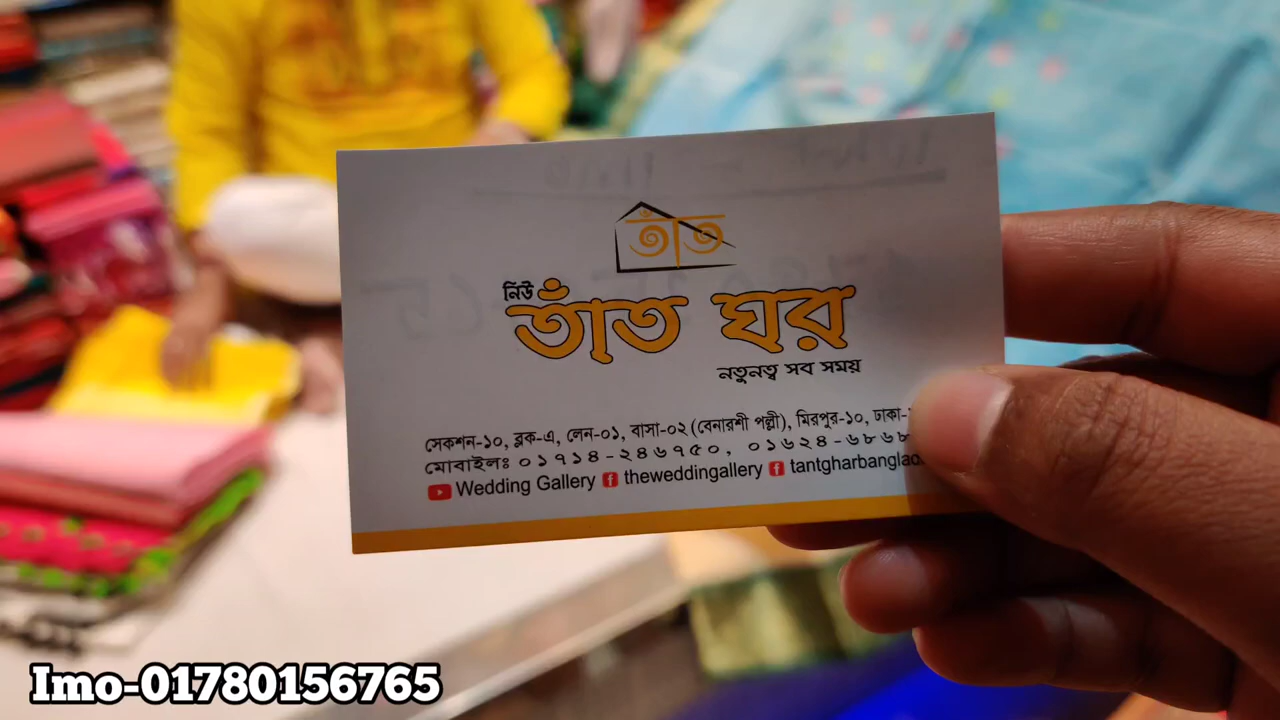 তাঁত
নিউ
তাঁত ঘর
নতুনত্ব সব সময়
সেকশন-১০, ব্লক-এ, লেন-০১, বাসা-০২ (বেনারশী পল্লী), মিরপুর-১০, ঢাকা-
মোবাইলঃ ০১৭১৪-২৪৬৭৫০, ০১৬২৪-৬৮৬৮
Wedding Gallery theweddingallery
Imo-01780156765